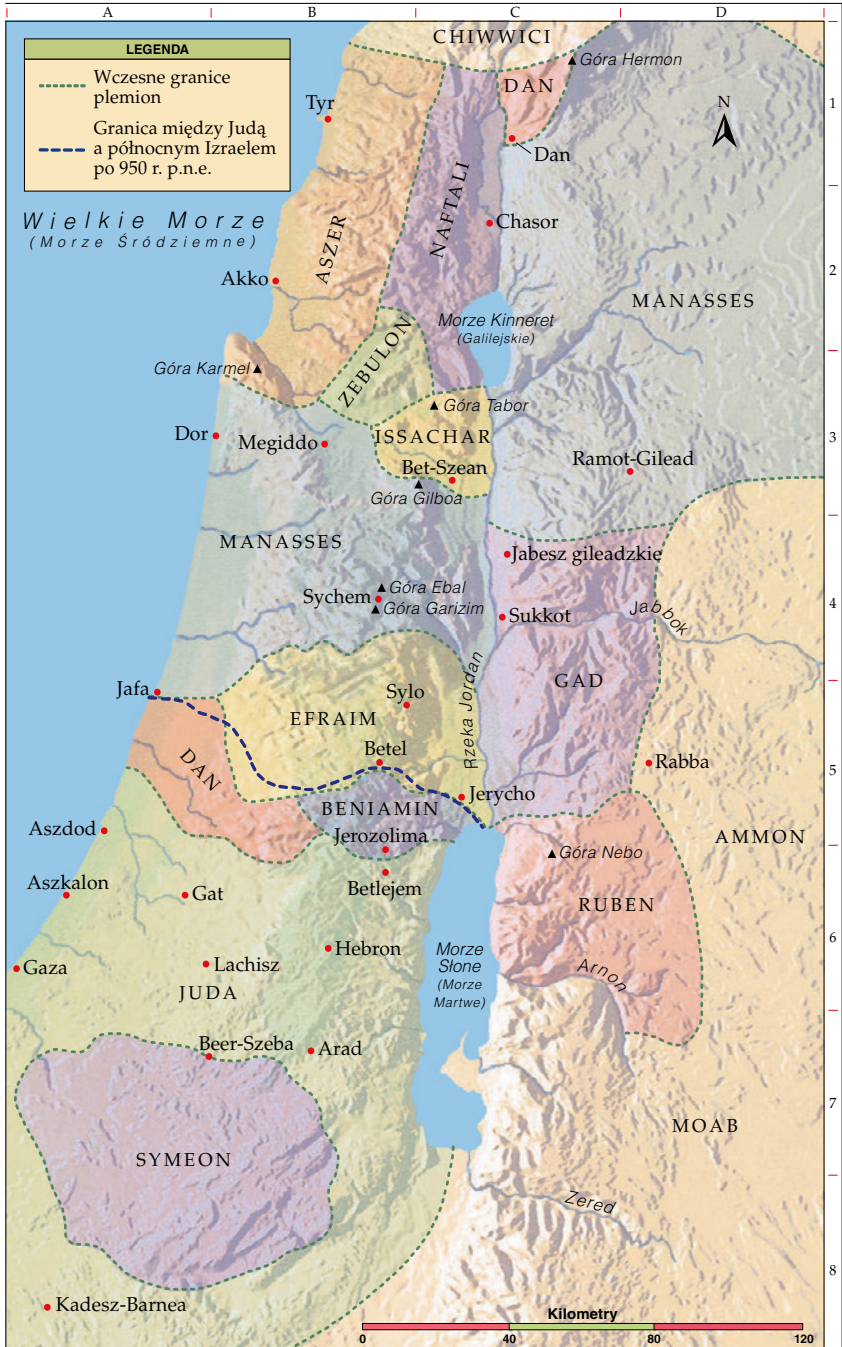 A
B
C
D
LEGENDA
Wczesne granice
plemion
Granica między Judą
a północnym Izraelem
po 950 r. p.n.e.
CHIWWICI
Góra Hermon
DAN
1
N
Tyr
Dan
Wielkie Morze
(Morze Śródziemne)
NAFTALI
Chasor
ASZER
2
Akko
MANASSES
Morze Kinneret
(Galilejskie)
ZEBULON
Góra Karmel
Góra Tabor
Dor
Megiddo
ISSACHAR
3
Bet-Szean
Ramot-Gilead
Góra Gilboa
MANASSES
Jabesz gileadzkie
Góra Ebal
Sychem
Góra Garizim
Sukkot
Jabbok
4
Rzeka Jordan
GAD
Jafa
Sylo
EFRAIM
Betel
DAN
Rabba
5
Jerycho
BENIAMIN
Aszdod
Jerozolima
AMMON
Góra Nebo
Betlejem
Aszkalon
Gat
RUBEN
Hebron
6
Morze
Słone
(Morze
Martwe)
Gaza
Lachisz
Arnon
JUDA
Beer-Szeba
Arad
7
MOAB
SYMEON
Zered
8
Kadesz-Barnea
Kilometry
0
40
80
120